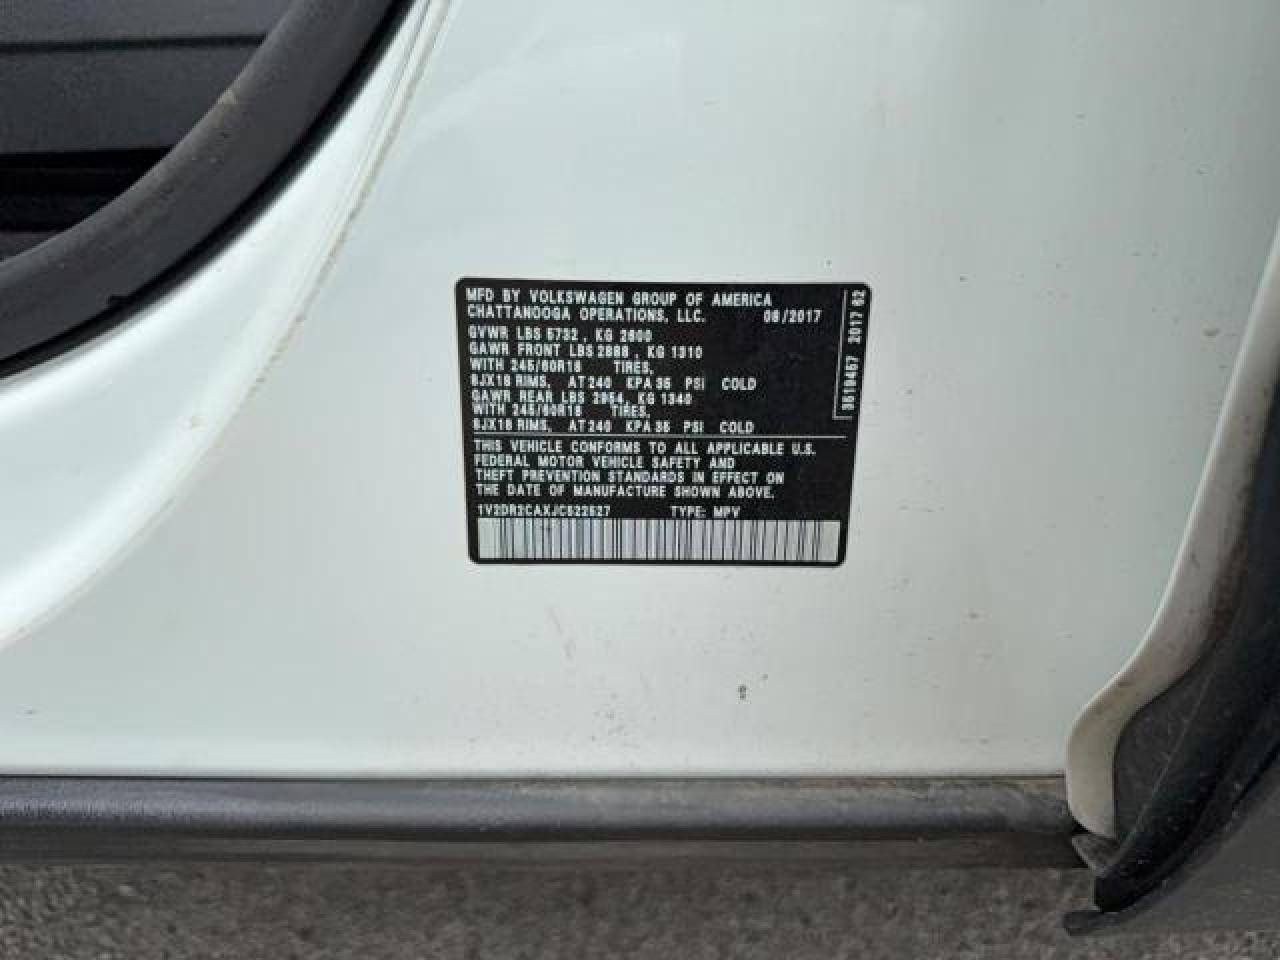 MFD BY VOLKSWAGEN GROUP OF AMERICA
CHATTANOOGA OPERATIONS, LLC. 08/2017
GVWR LBS 5732 , KG 2600
GAWR FRONT LBS 2888 , KG 1310
WITH 245/60R18 TIRES,
8JX18 RIMS, AT 240 KPA 35 PSI COLD
GAWR REAR LBS 2954, KG 1340
WITH 245/60R18 TIRES,
8JX18 RIMS, AT 240 KPA 35 PSI COLD
THIS VEHICLE CONFORMS TO ALL APPLICABLE U.S.
FEDERAL MOTOR VEHICLE SAFETY AND
THEFT PREVENTION STANDARDS IN EFFECT ON
THE DATE OF MANUFACTURE SHOWN ABOVE.
1V2DR2CAXJC522527 TYPE: MPV
2017